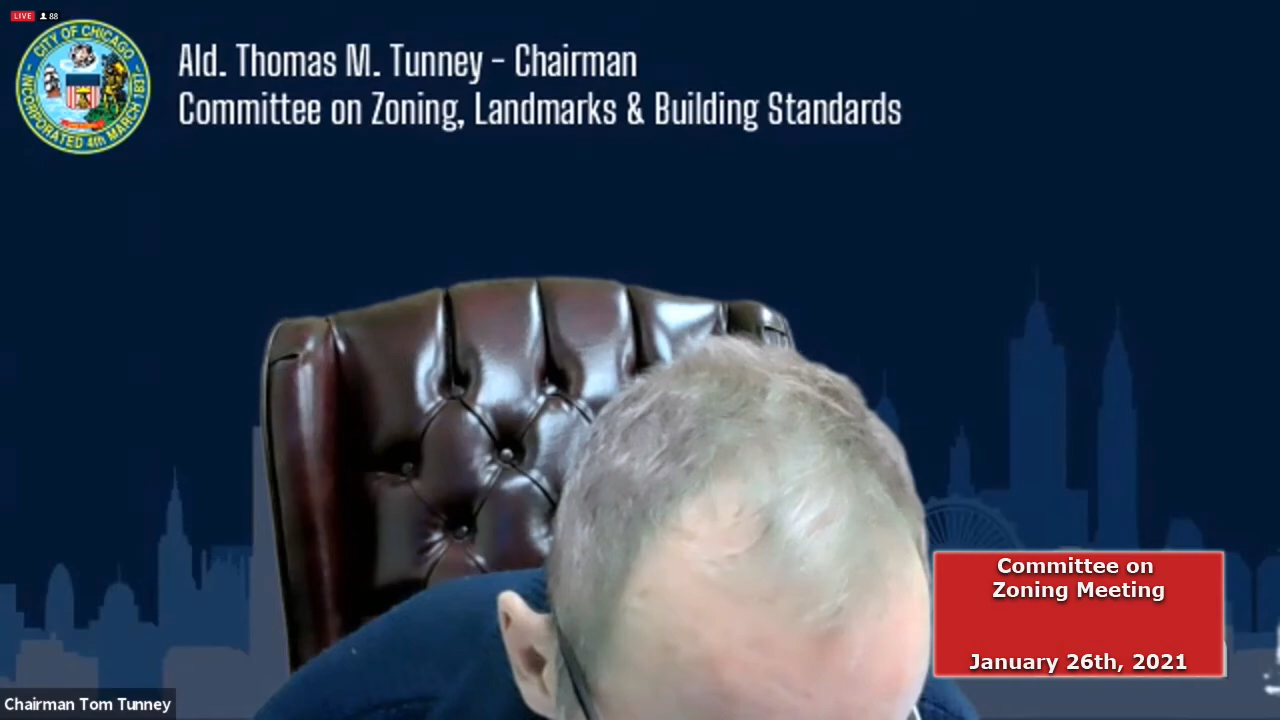 LIVE 88
CITY OF CHICAGO
INCORPORATED 4th MARCH 1837
Ald. Thomas M. Tunney - Chairman
Committee on Zoning, Landmarks & Building Standards
Committee on
Zoning Meeting
January 26th, 2021
Chairman Tom Tunney